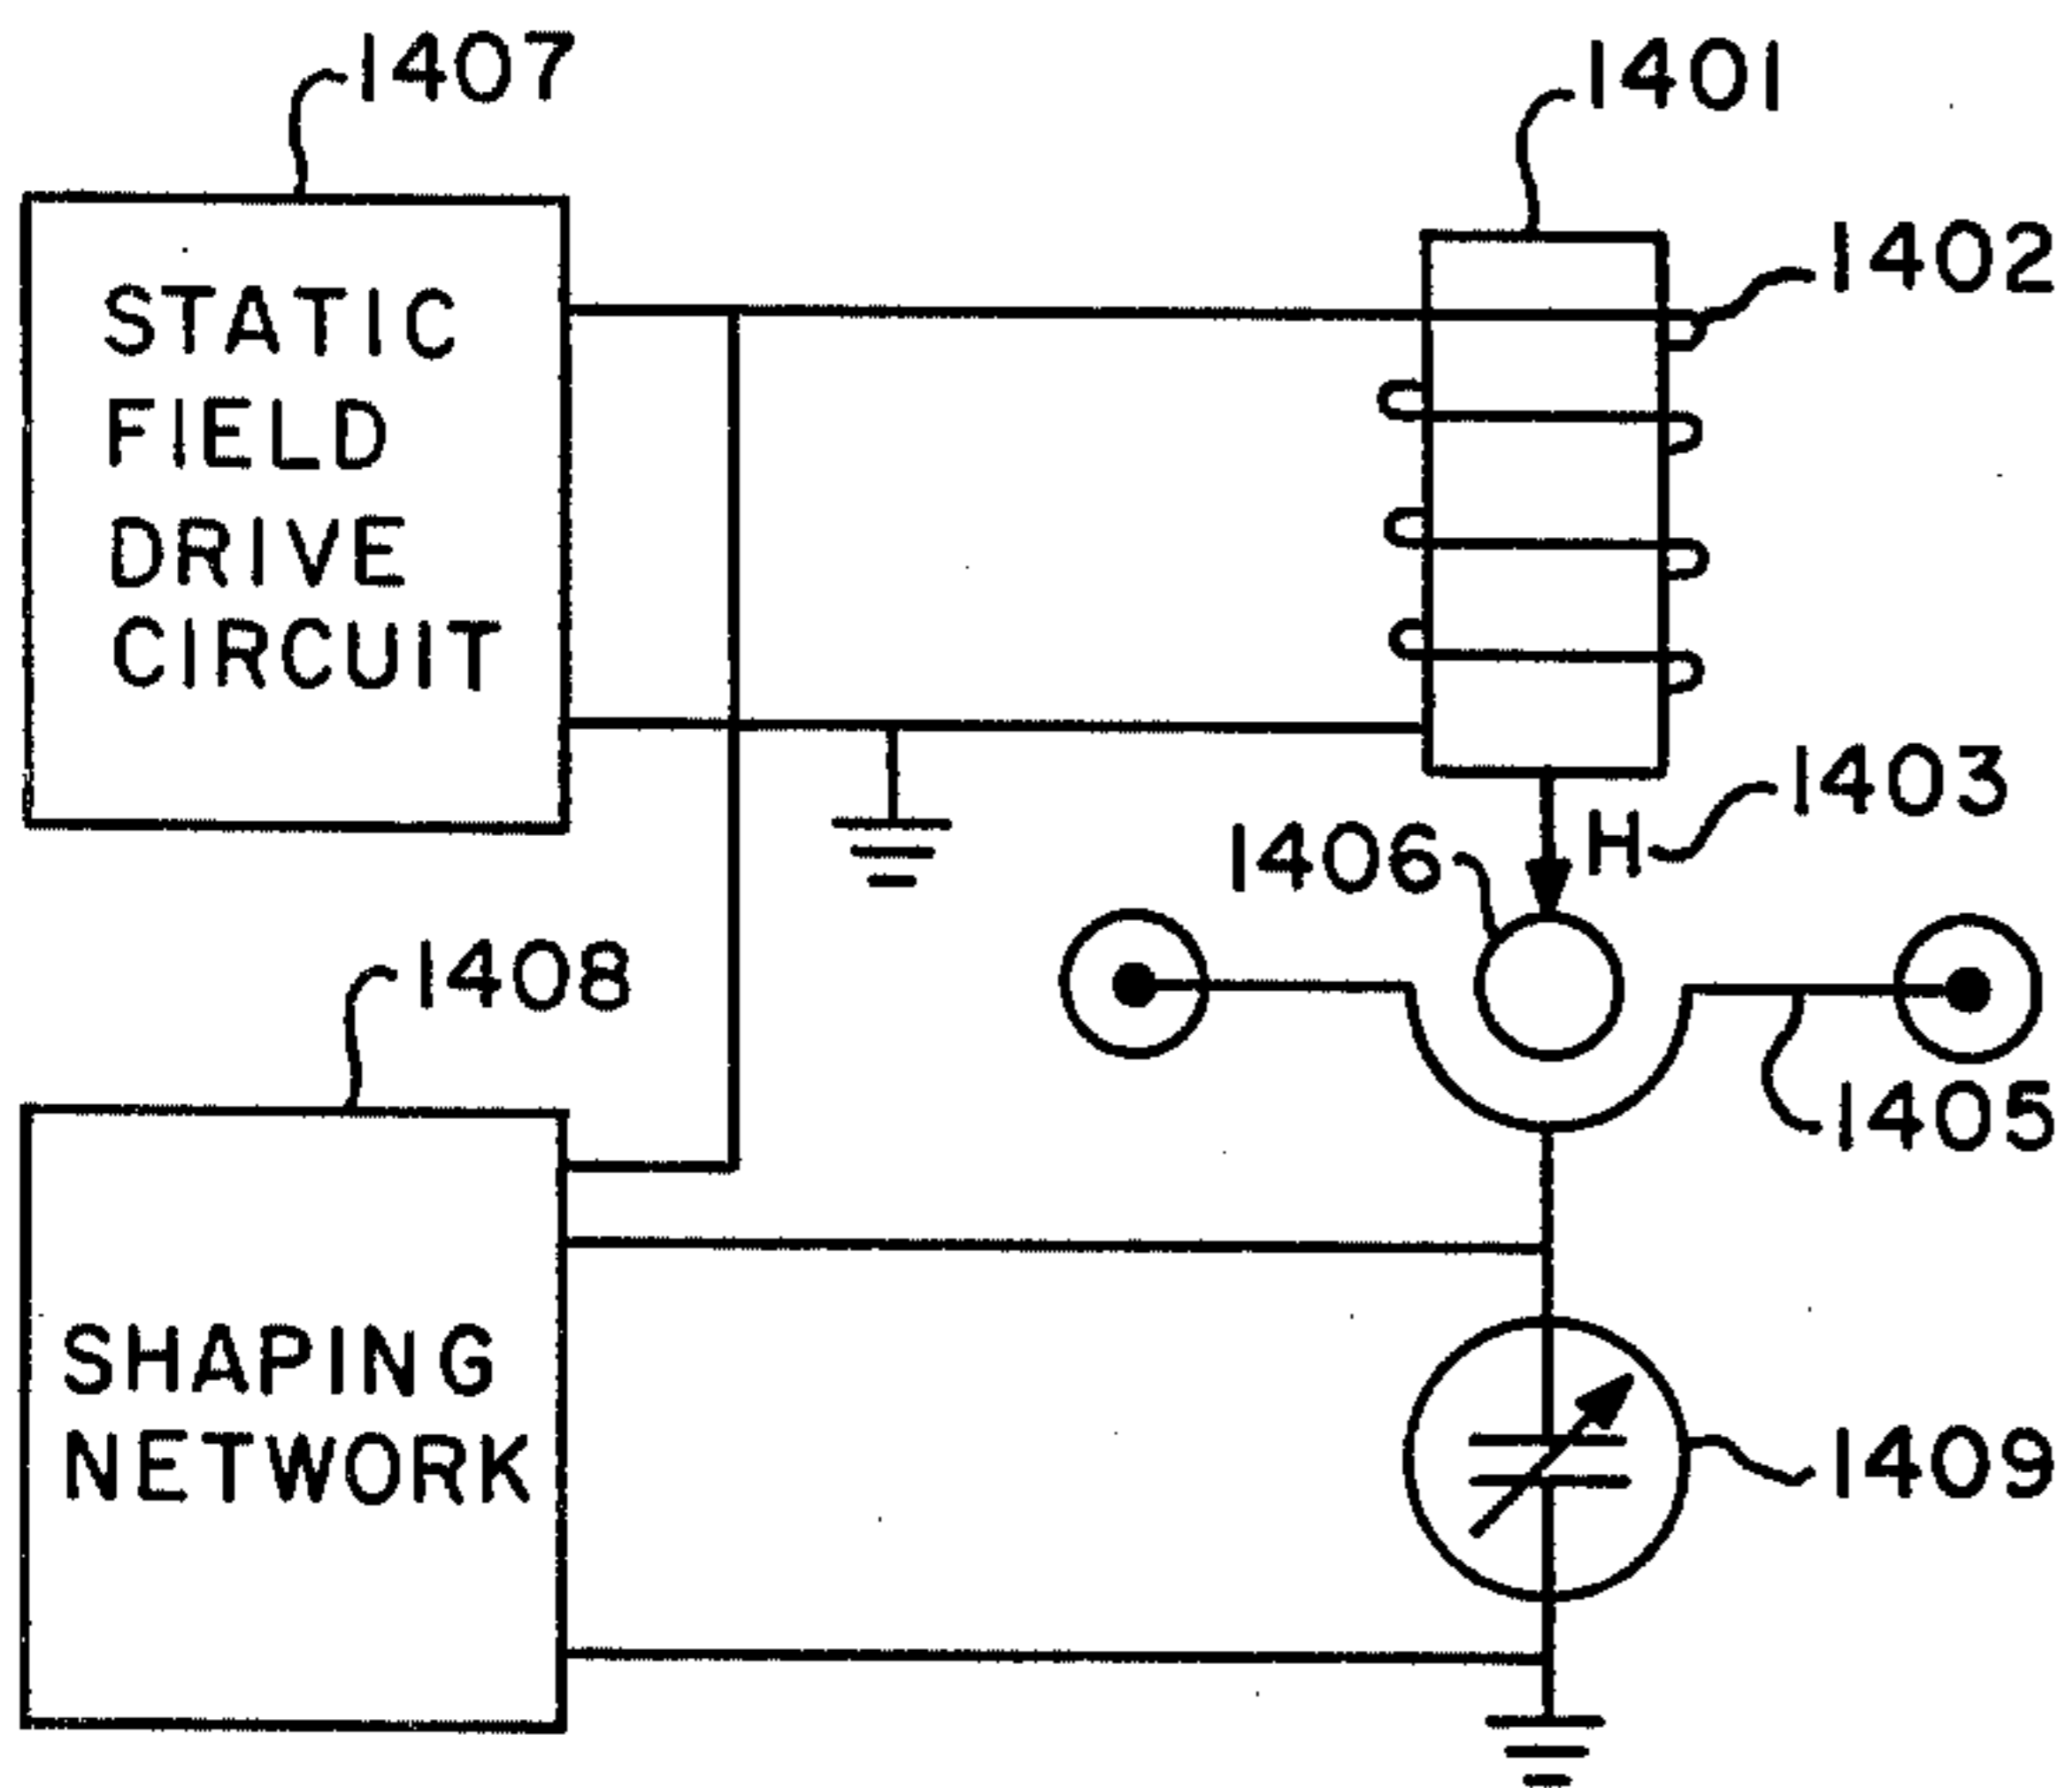 1407
1401
1402
STATIC
FIELD
DRIVE
CIRCUIT
1403
H
1406
1408
1405
SHAPING
NETWORK
1409